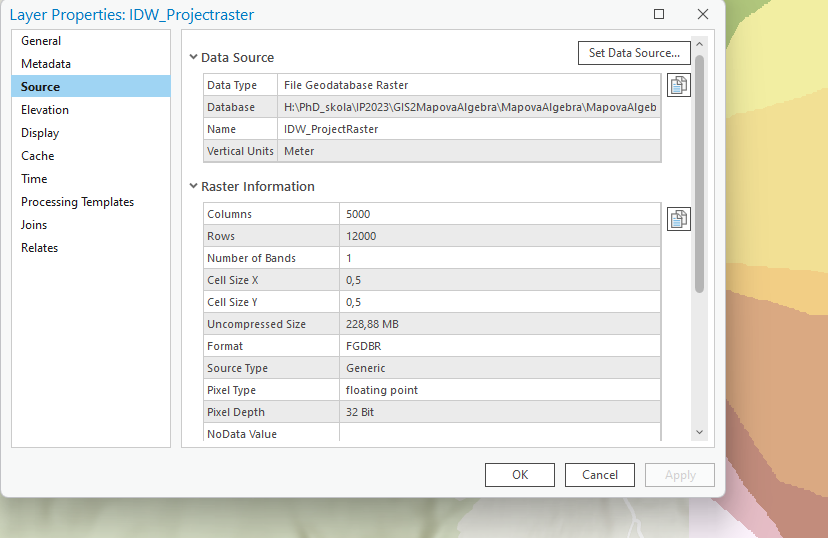 Layer Properties: IDW_Projectraster
General
Metadata
Source
Elevation
Display
Cache
Time
Processing Templates
Joins
Relates
Data Source
Set Data Source...
Data Type File Geodatabase Raster
Database H:\PhD_skola\IP2023\GIS2MapovaAlgebra\MapovaAlgebra\MapovaAlgeb
Name IDW_ProjectRaster
Vertical Units Meter
Raster Information
Columns 5000
Rows 12000
Number of Bands 1
Cell Size X 0,5
Cell Size Y 0,5
Uncompressed Size 228,88 MB
Format FGDBR
Source Type Generic
Pixel Type floating point
Pixel Depth 32 Bit
NoData Value
OK Cancel Apply